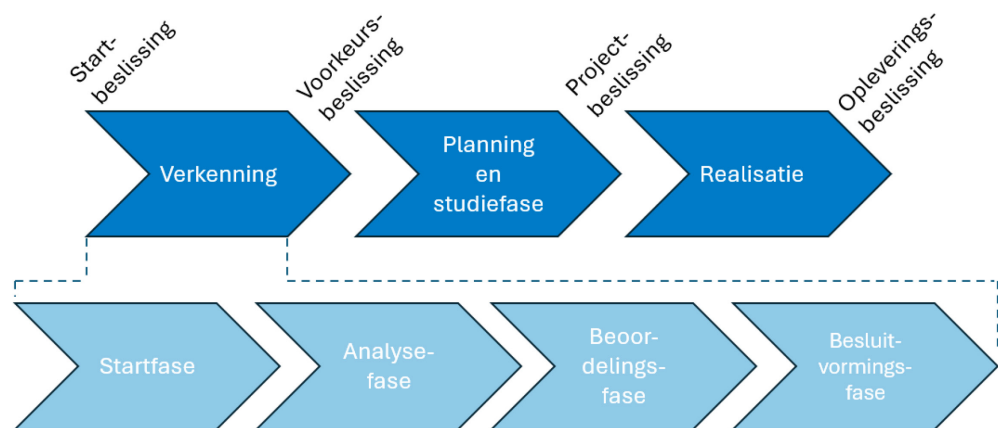 Start-
beslissing
Voorkeurs-
beslissing
Project-
beslissing
Opleverings-
beslissing
Verkenning
Planning
en
studiefase
Realisatie
Startfase
Analyse-
fase
Beoor-
delings-
fase
Besluit-
vormings-
fase